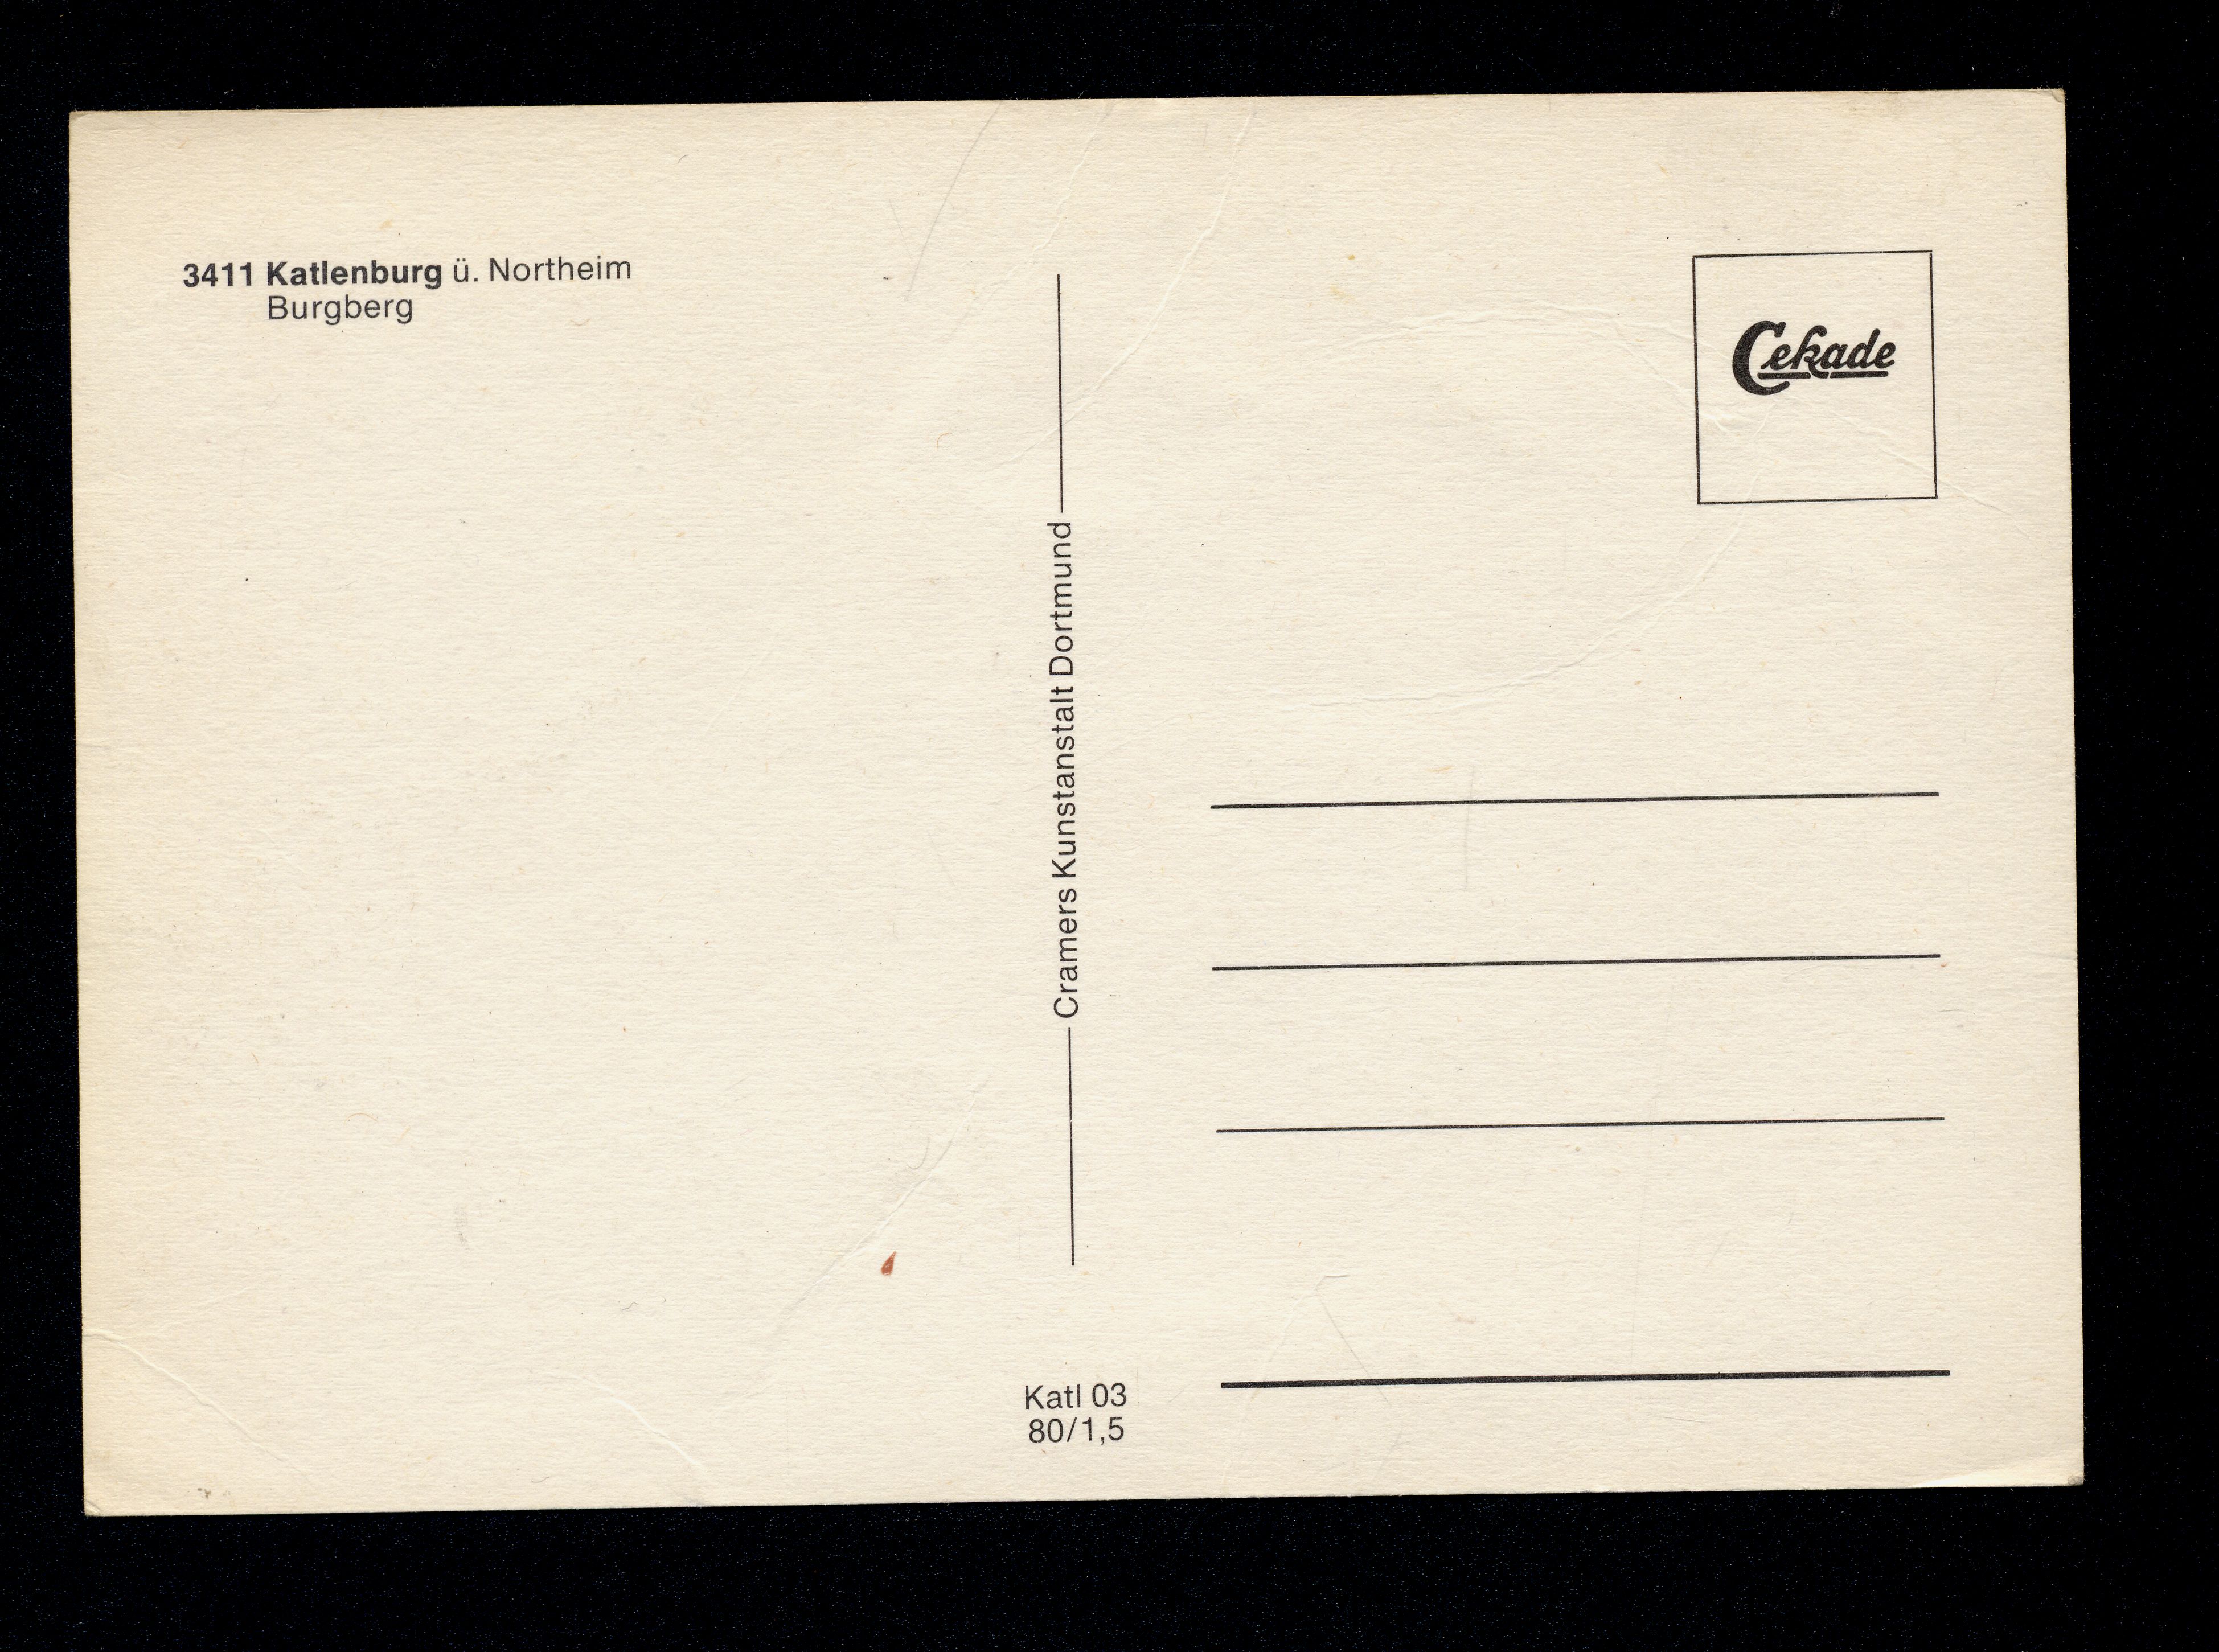 3411 Katlenburg ü. Northeim
Burgberg
Cekade
Cramers Kunstanstalt Dortmund
Katl 03
80/1,5